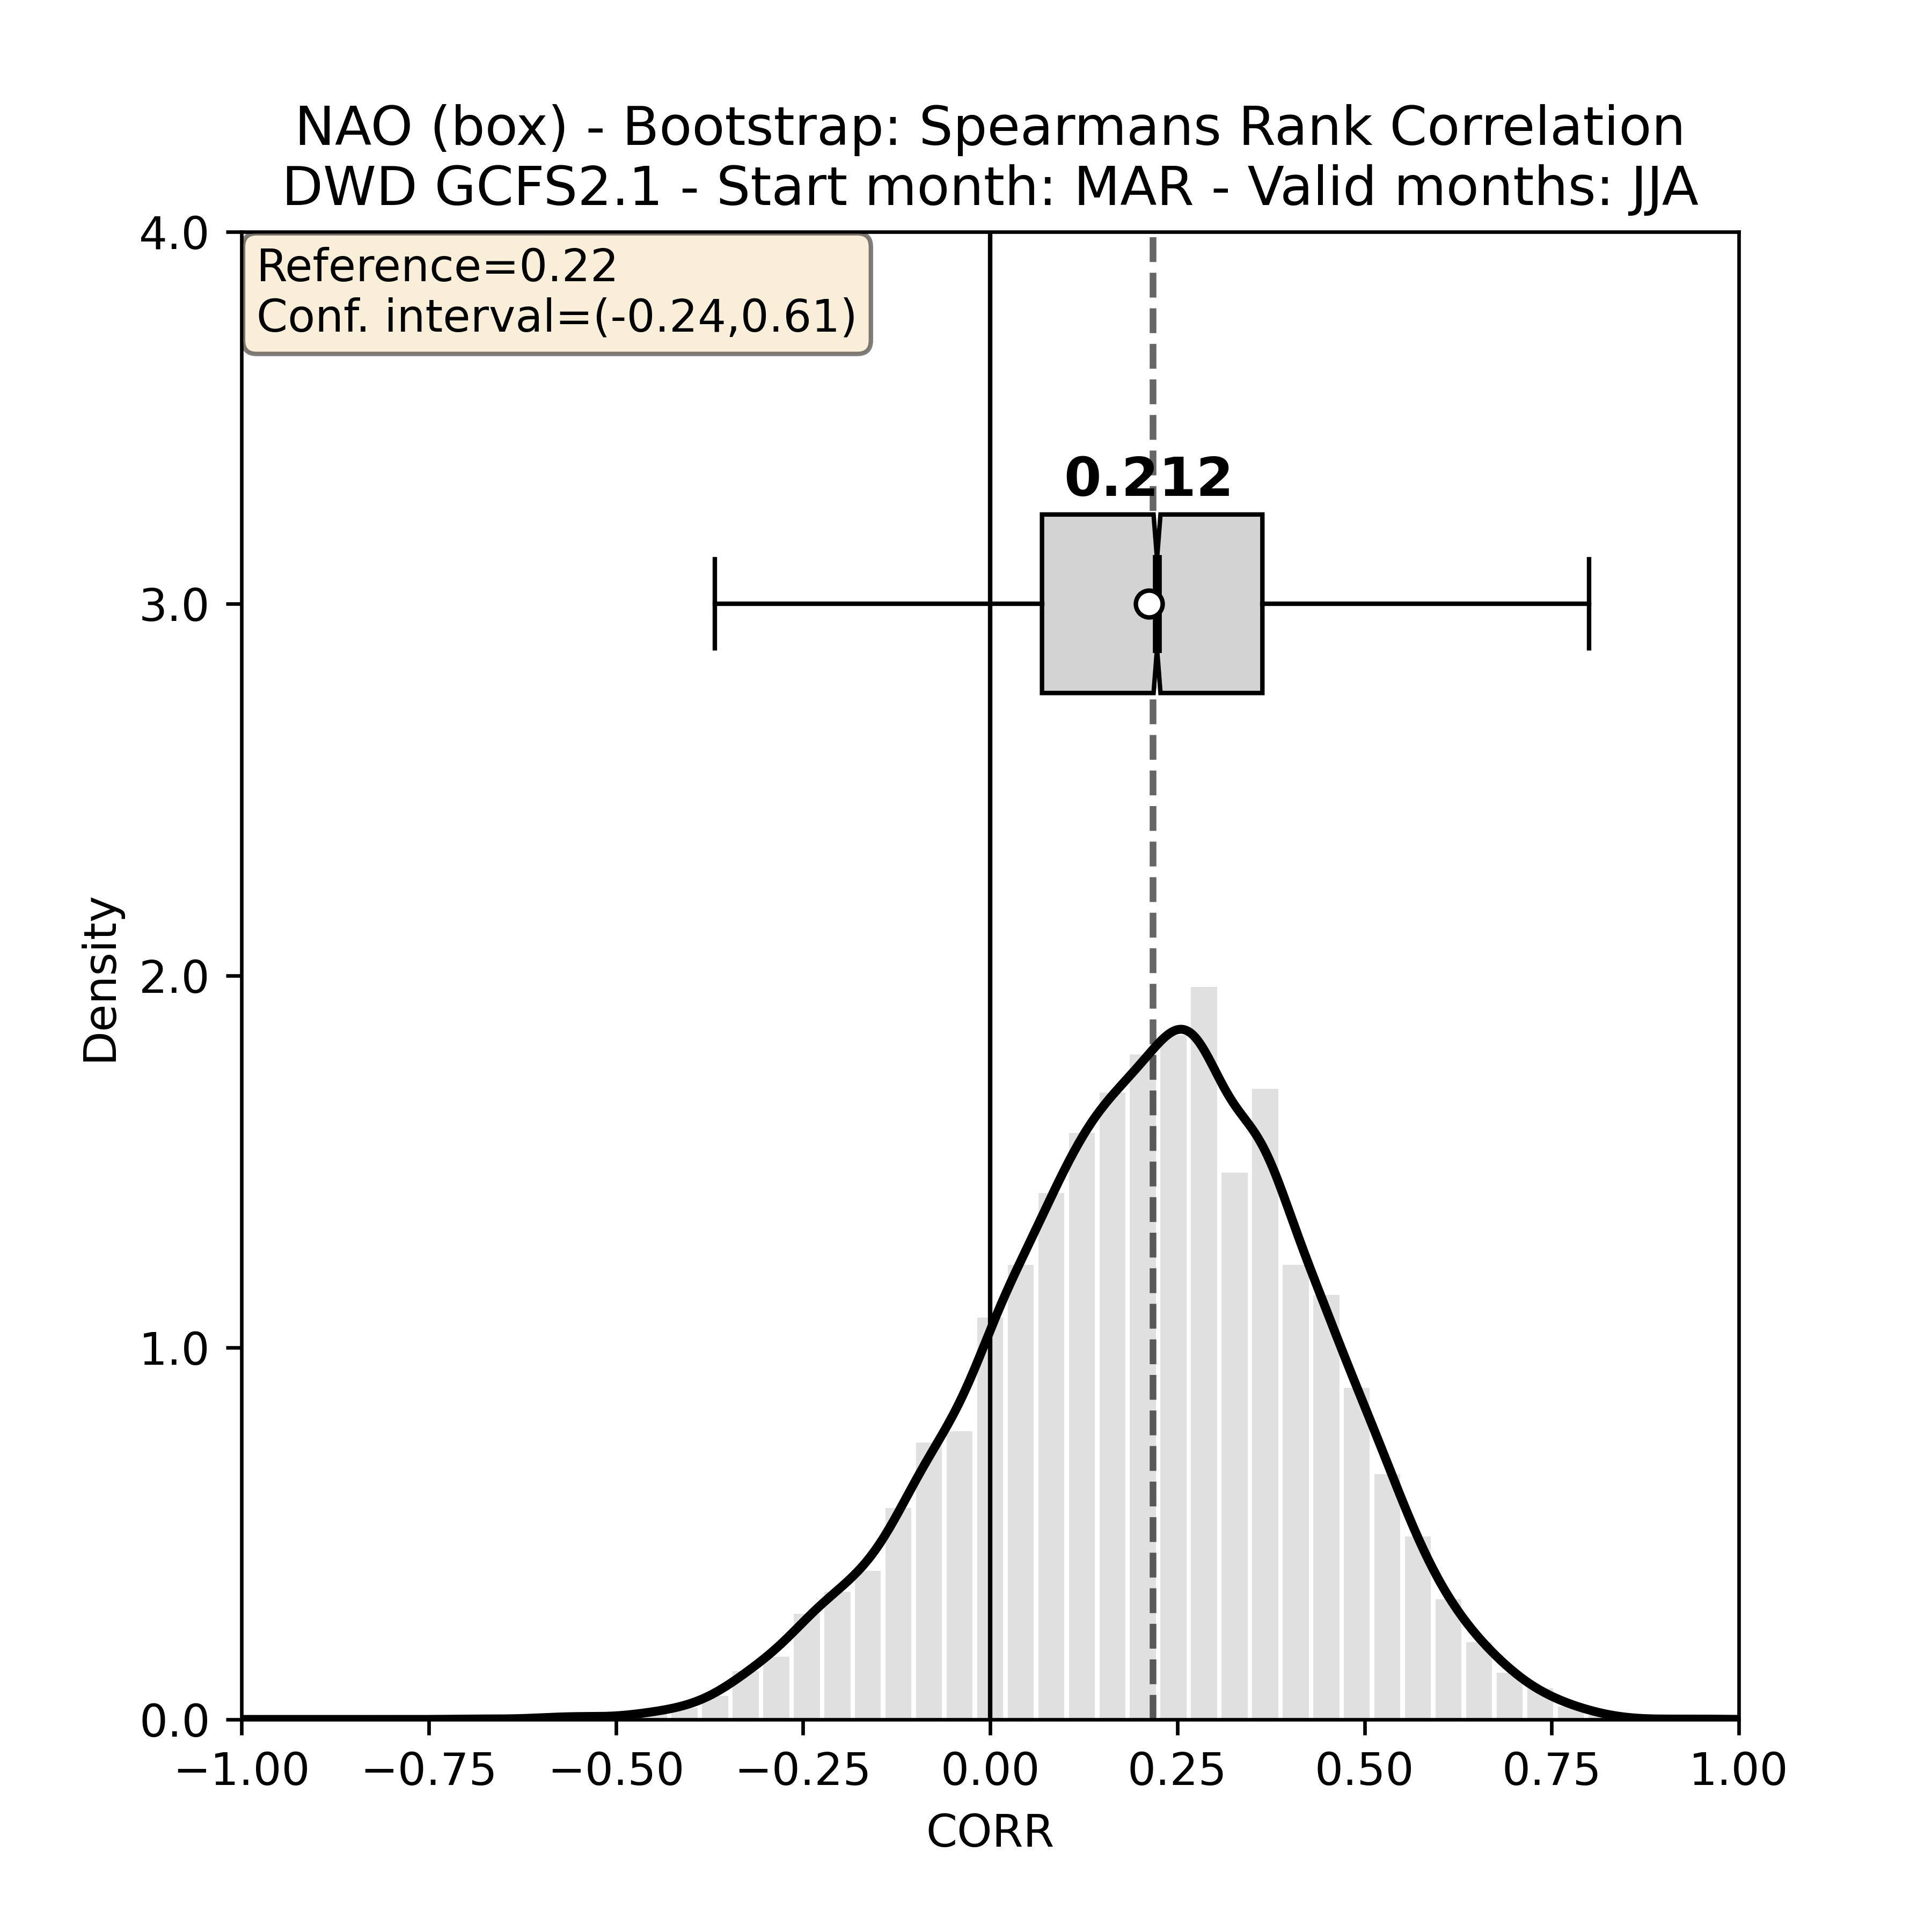 NAO (box) - Bootstrap: Spearmans Rank Correlation
DWD GCFS2.1 - Start month: MAR - Valid months: JJA
Reference=0.22
Conf. interval=(-0.24,0.61)
0.212
4.0
3.0
2.0
1.0
0.0
Density
−1.00 −0.75 −0.50 −0.25 0.00 0.25 0.50 0.75 1.00
CORR